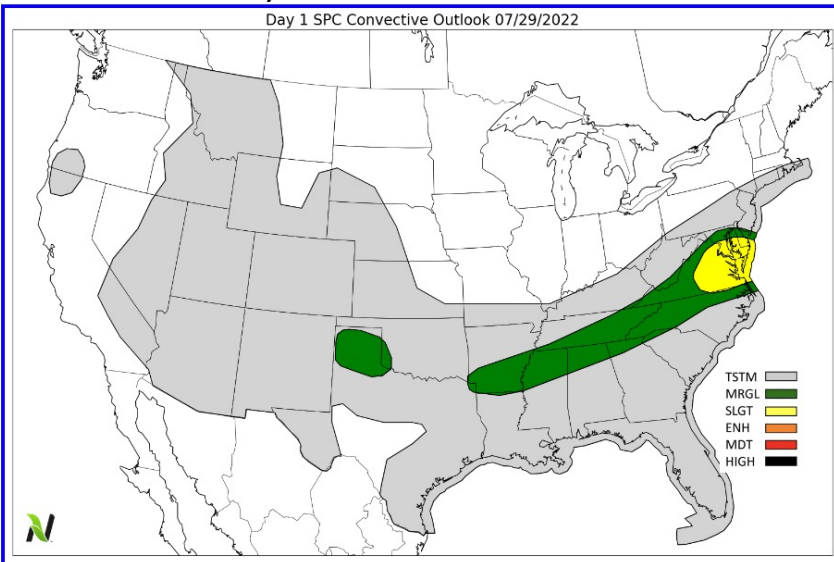 Day 1 SPC Convective Outlook 07/29/2022
TSTM
MRGL
SLGT
ENH
MDT
HIGH